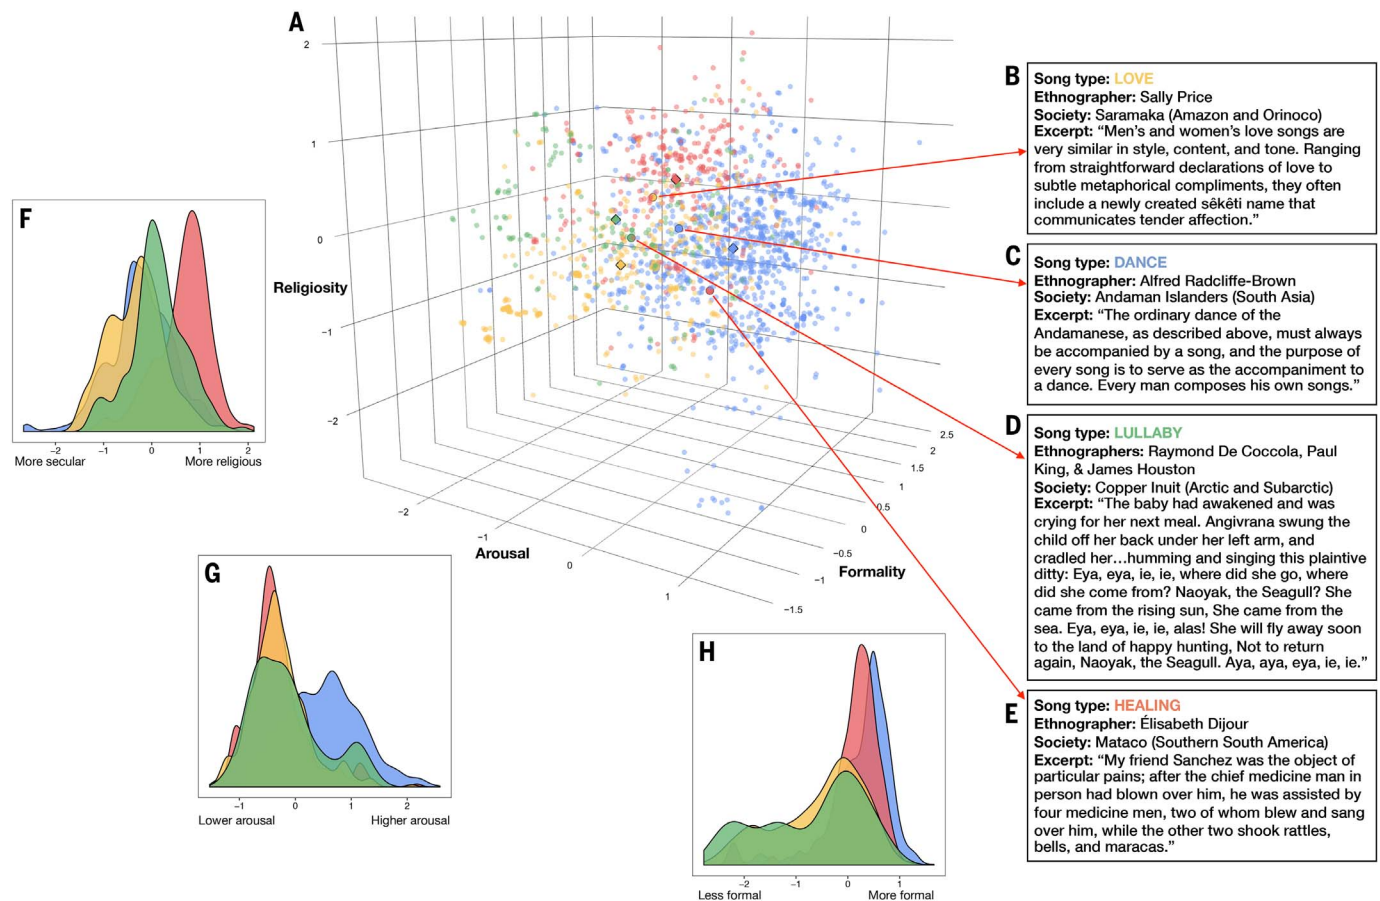 A
2
1
0
Religiosity
−1
−2
−2
−1
Arousal
0
1
2.5
2
1.5
1
0.5
0
−0.5
Formality
−1
−1.5
B
Song type: LOVE
Ethnographer: Sally Price
Society: Saramaka (Amazon and Orinoco)
Excerpt: “Men’s and women’s love songs are
very similar in style, content, and tone. Ranging
from straightforward declarations of love to
subtle metaphorical compliments, they often
include a newly created sêkêti name that
communicates tender affection.”
C
Song type: DANCE
Ethnographer: Alfred Radcliffe-Brown
Society: Andaman Islanders (South Asia)
Excerpt: “The ordinary dance of the
Andamanese, as described above, must always
be accompanied by a song, and the purpose of
every song is to serve as the accompaniment to
a dance. Every man composes his own songs.”
D
Song type: LULLABY
Ethnographers: Raymond De Coccola, Paul
King, & James Houston
Society: Copper Inuit (Arctic and Subarctic)
Excerpt: “The baby had awakened and was
crying for her next meal. Angivrana swung the
child off her back under her left arm, and
cradled her…humming and singing this plaintive
ditty: Eya, eya, ie, ie, where did she go, where
did she come from? Naoyak, the Seagull? She
came from the rising sun, She came from the
sea. Eya, eya, ie, ie, alas! She will fly away soon
to the land of happy hunting, Not to return
again, Naoyak, the Seagull. Aya, aya, eya, ie, ie.”
E
Song type: HEALING
Ethnographer: Élisabeth Dijour
Society: Mataco (Southern South America)
Excerpt: “My friend Sanchez was the object of
particular pains; after the chief medicine man in
person had blown over him, he was assisted by
four medicine men, two of whom blew and sang
over him, while the other two shook rattles,
bells, and maracas.”
F
−2 −1 0 1 2
More secular More religious
G
−1 0 1 2
Lower arousal Higher arousal
H
−2 −1 0 1
Less formal More formal